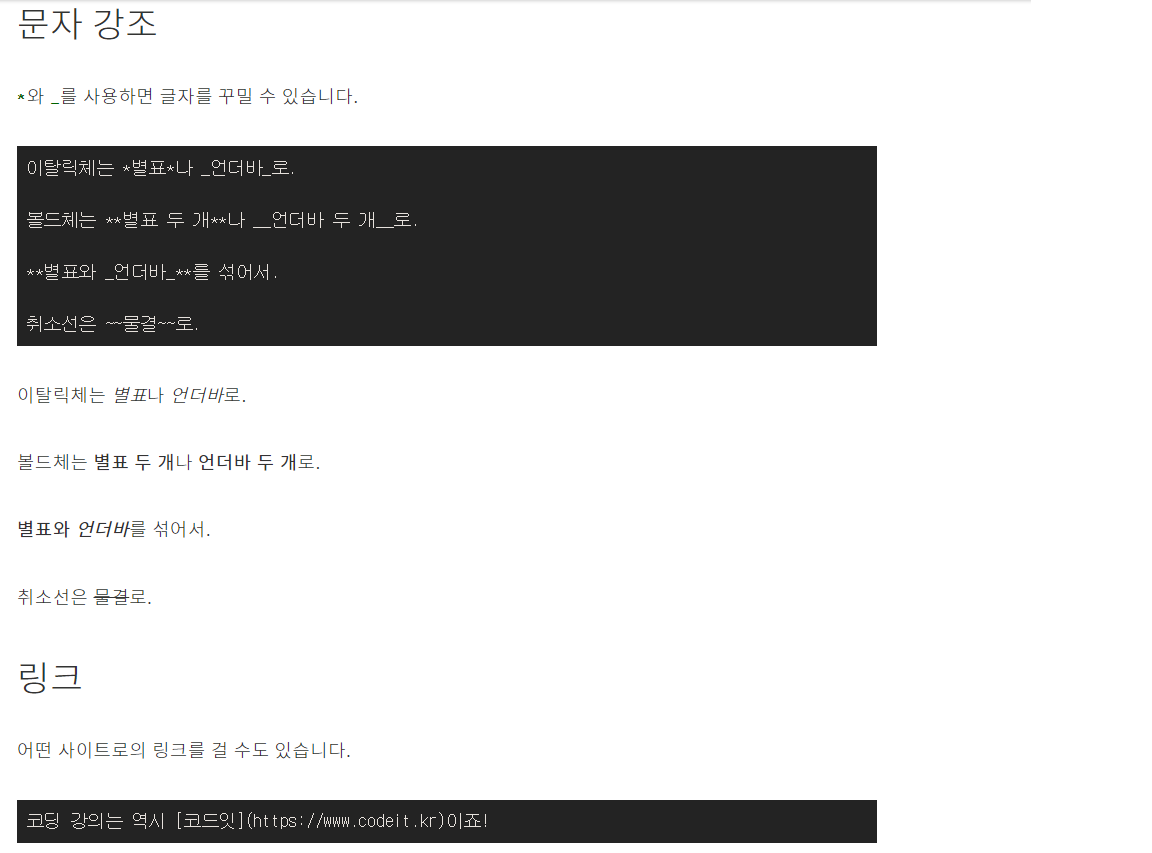 문자 강조
*와 _를 사용하면 글자를 꾸밀 수 있습니다.
이탈릭체는 *별표*나 _언더바_로.
볼드체는 **별표 두 개**나 __언더바 두 개__로.
**별표와 _언더바_**를 섞어서.
취소선은 ~~물결~~로.
이탈릭체는 별표나 언더바로.
볼드체는 별표 두 개나 언더바 두 개로.
별표와 언더바를 섞어서.
취소선은 물결로.
링크
어떤 사이트로의 링크를 걸 수도 있습니다.
코딩 강의는 역시 [코드잇](https://www.codeit.kr)이죠!